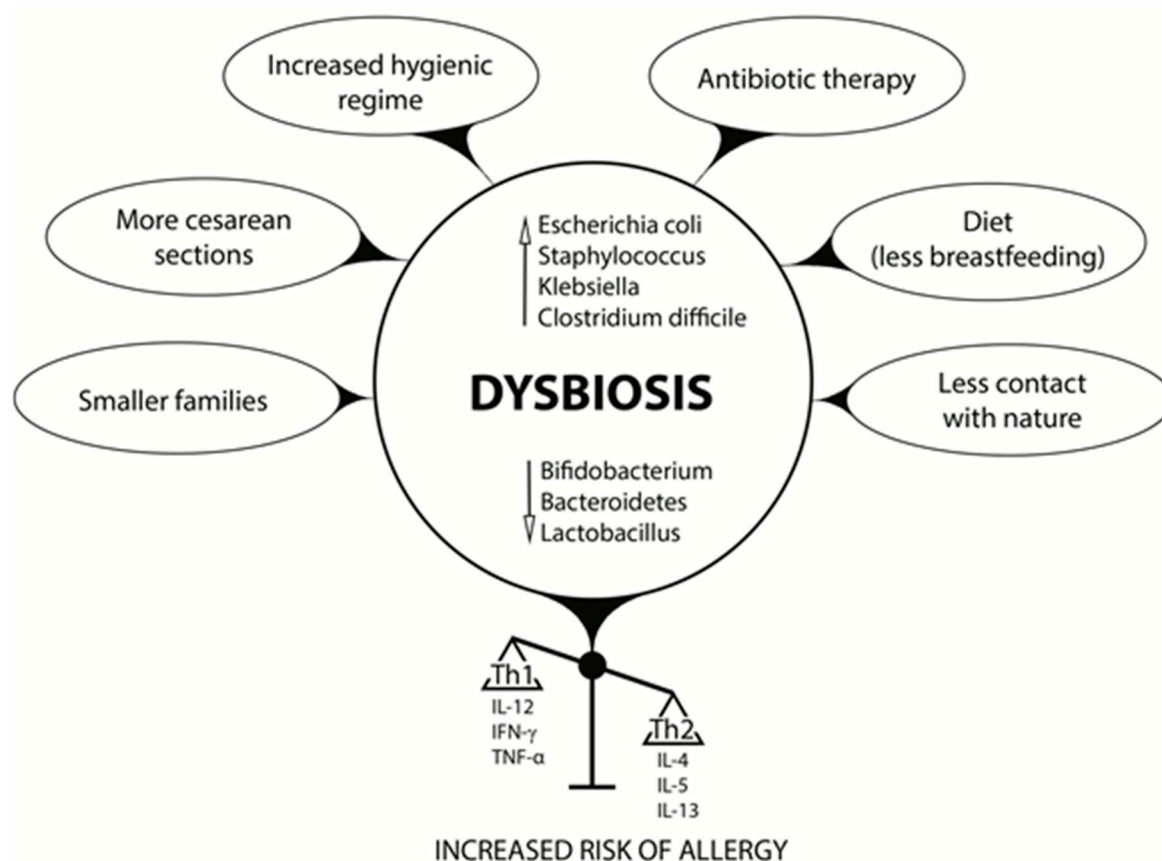 Increased hygienic
regime
Antibiotic therapy
More cesarean
sections
Diet
(less breastfeeding)
Smaller families
Less contact
with nature
Escherichia coli
Staphylococcus
Klebsiella
Clostridium difficile
DYSBIOSIS
Bifidobacterium
Bacteroidetes
Lactobacillus
Th1
IL-12
IFN-γ
TNF-α
Th2
IL-4
IL-5
IL-13
INCREASED RISK OF ALLERGY